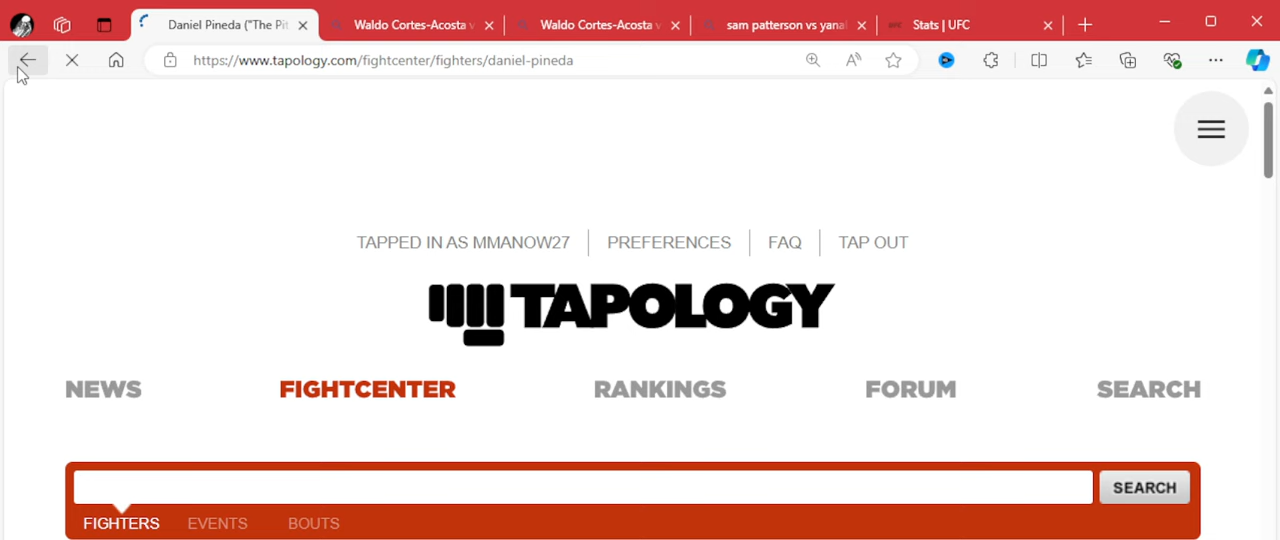 Daniel Pineda ("The Pit
Waldo Cortes-Acosta v
Waldo Cortes-Acosta v
sam patterson vs yanal
Stats | UFC
https://www.tapology.com/fightcenter/fighters/daniel-pineda
TAPPED IN AS MMANOW27
PREFERENCES
FAQ
TAP OUT
TAPOLOGY
NEWS
FIGHTCENTER
RANKINGS
FORUM
SEARCH
SEARCH
FIGHTERS
EVENTS
BOUTS